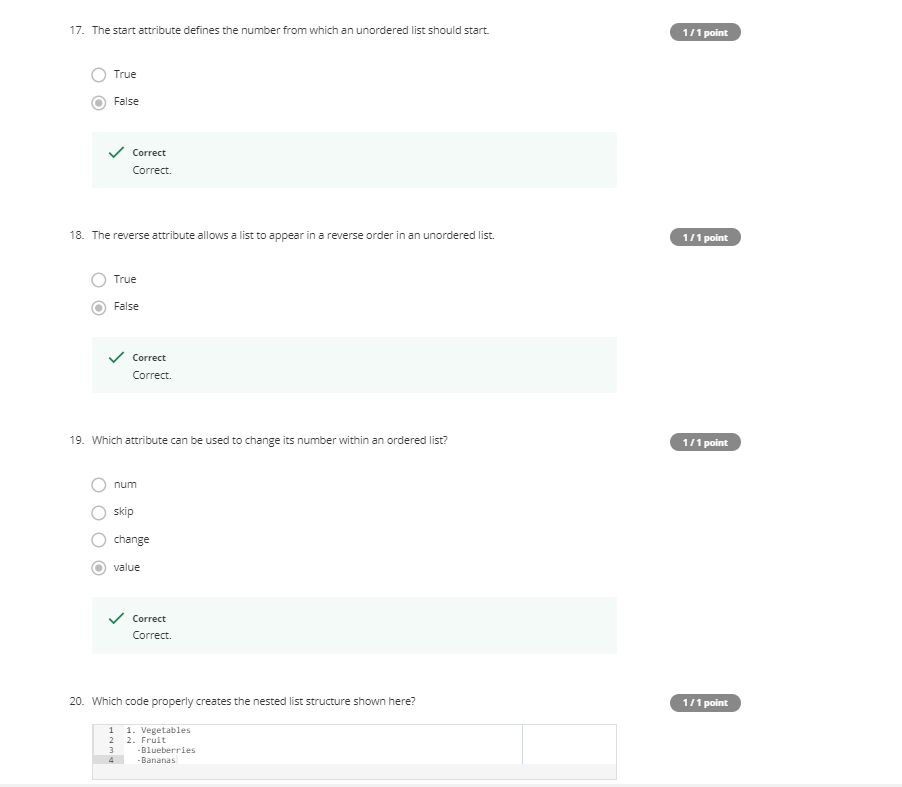 17. The start attribute defines the number from which an unordered list should start.
1 / 1 point
True
False
Correct
Correct.
18. The reverse attribute allows a list to appear in a reverse order in an unordered list.
1 / 1 point
True
False
Correct
Correct.
19. Which attribute can be used to change its number within an ordered list?
1 / 1 point
num
skip
change
value
Correct
Correct.
20. Which code properly creates the nested list structure shown here?
1 / 1 point
1 1. Vegetables
2 2. Fruit
3 -Blueberries
4 -Bananas